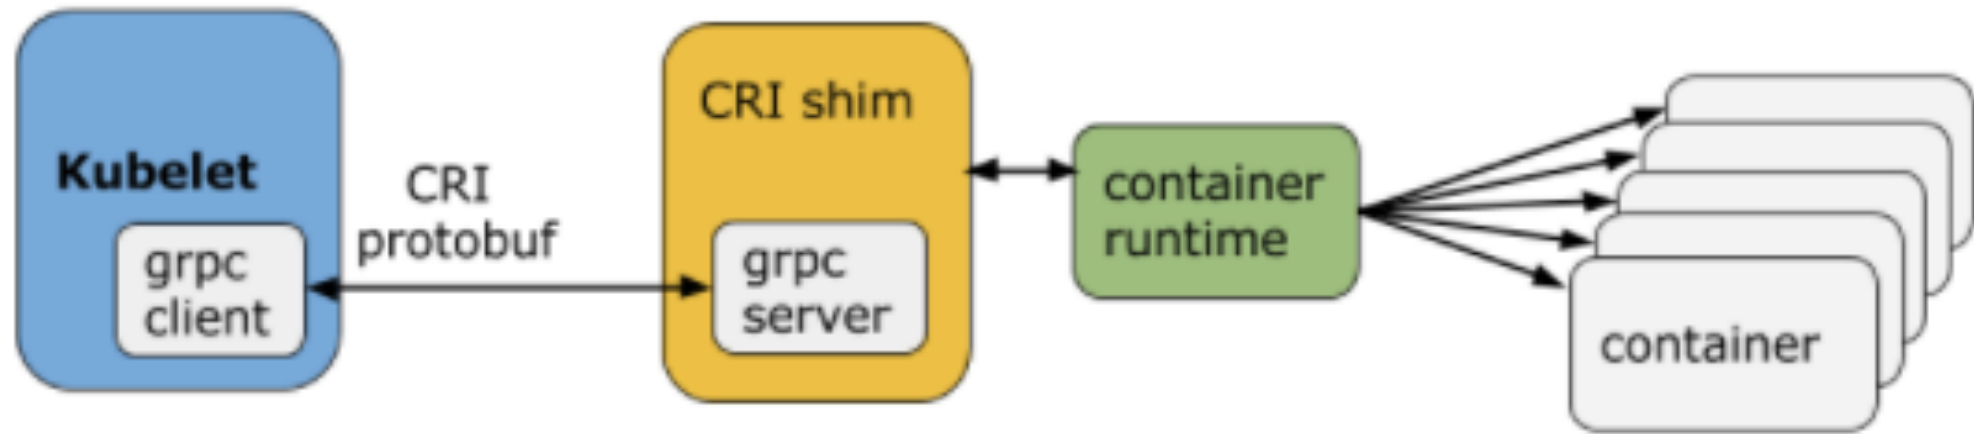 Kubelet
grpc
client
CRI
protobuf
CRI shim
grpc
server
container
runtime
container